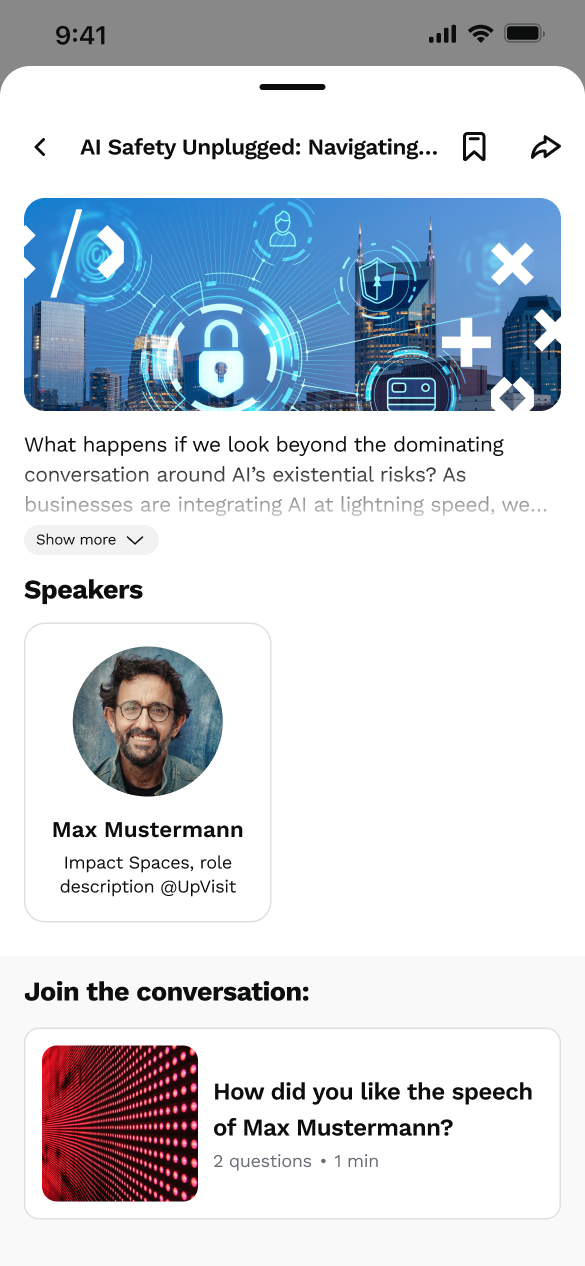 9:41
AI Safety Unplugged: Navigating...
What happens if we look beyond the dominating
conversation around AI’s existential risks? As
businesses are integrating AI at lightning speed, we...
Show more
Speakers
Max Mustermann
Impact Spaces, role
description @UpVisit
Join the conversation:
How did you like the speech
of Max Mustermann?
2 questions • 1 min